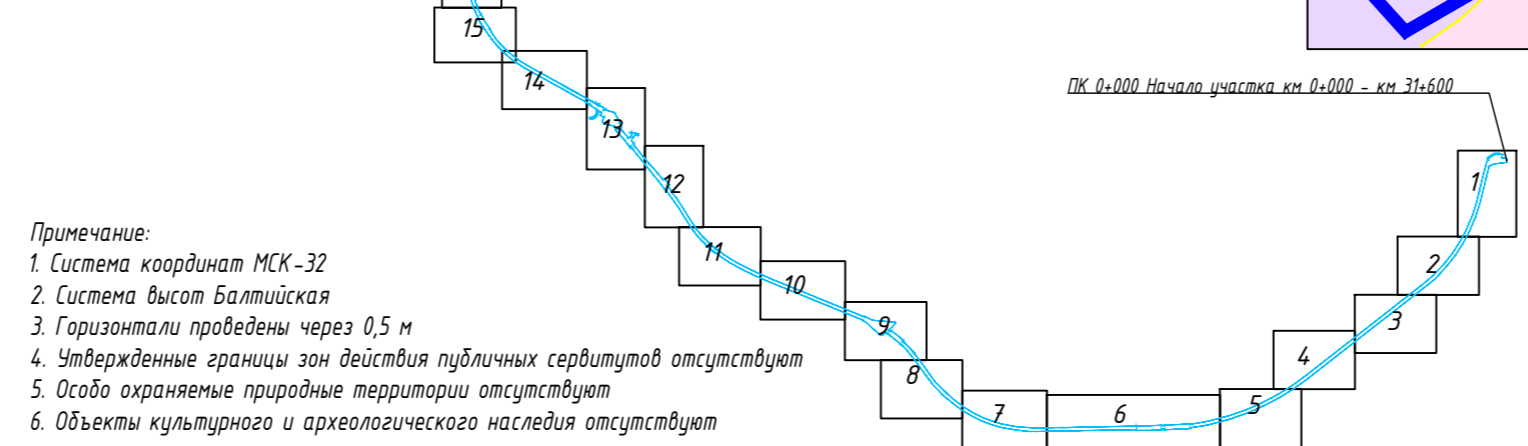 15
14
13
12
11
10
9
8
7
6
5
4
3
2
1
ПК 0+000 Начало участка км 0+000 - км 31+600
Примечание:
1. Система координат МСК-32
2. Система высот Балтийская
3. Горизонтали проведены через 0,5 м
4. Утвержденные границы зон действия публичных сервитутов отсутствуют
5. Особо охраняемые природные территории отсутствуют
6. Объекты культурного и археологического наследия отсутствуют